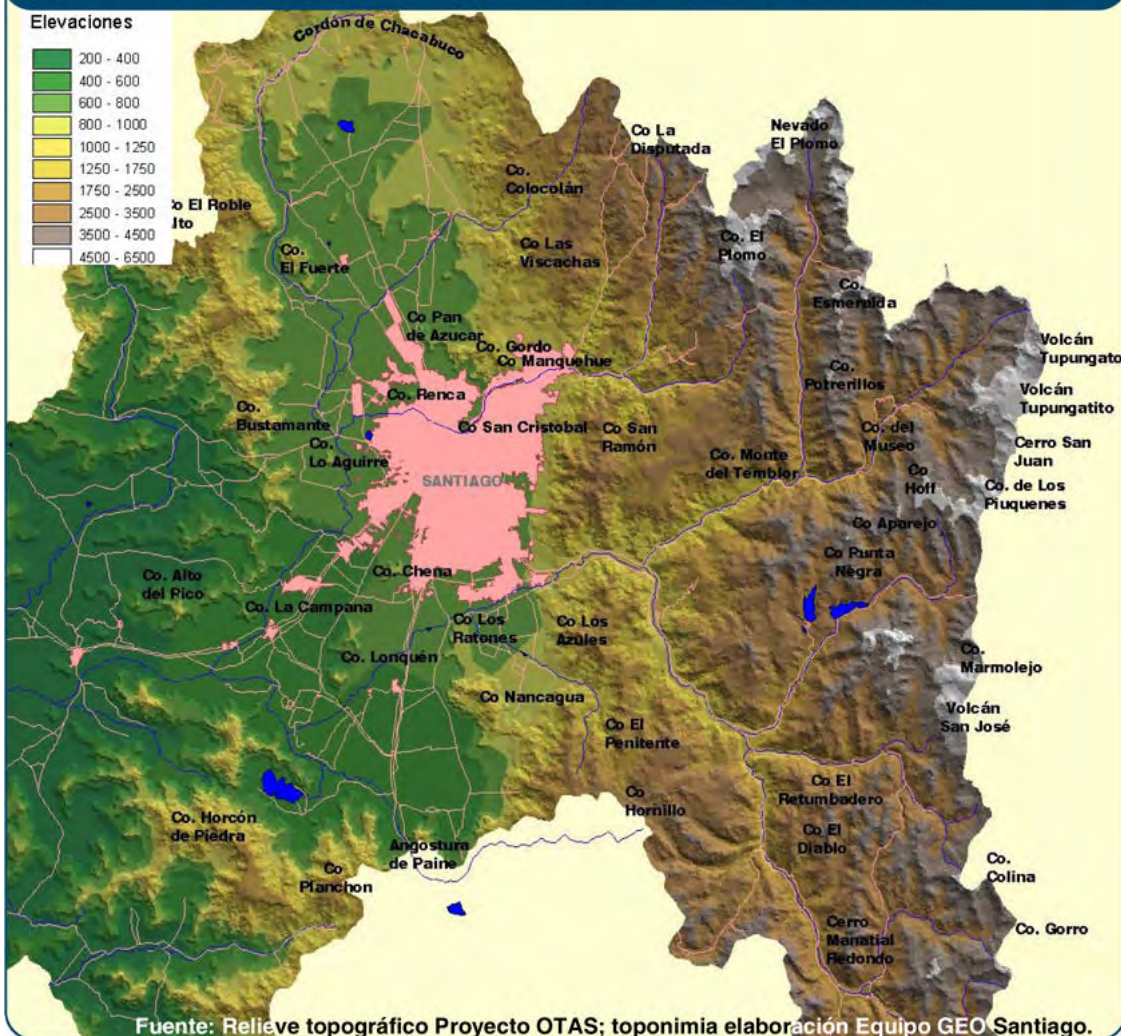 Elevaciones
200 - 400
400 - 600
600 - 800
800 - 1000
1000 - 1250
1250 - 1750
1750 - 2500
2500 - 3500
3500 - 4500
4500 - 6500
Cordón de Chacabuco
Co La
Disputada
Nevado
El Plomo
Co.
Colocolán
Co El Roble
Alto
Co.
El Fuerte
Co Las
Viscachas
Co. El
Plomo
Co.
Esmeralda
Co Pan
de Azucar
Co. Gordo
Co Manquehue
Volcán
Tupungato
Co. Renca
Co.
Potrerillos
Volcán
Tupungatito
Co.
Bustamante
Co San Cristobal
Co San
Ramón
Co. del
Museo
Cerro San
Juan
Co.
Lo Aguirre
Co. Monte
del Temblor
Co
Hoff
Co. de Los
Piuquenes
SANTIAGO
Co Aparejo
Co Punta
Nègra
Co. Alto
del Pico
Co. Chena
Co. La Campana
Co Los
Ratones
Co Los
Azules
Co. Lonquén
Co.
Marmolejo
Co Nancagua
Volcán
San José
Co El
Penitente
Co El
Retumbadero
Co
Hornillo
Co. Horcón
de Piedra
Co El
Diablo
Angostura
de Paine
Co
Planchon
Co.
Colina
Cerro
Manatial
Redondo
Co. Gorro
Fuente: Relieve topográfico Proyecto OTAS; toponimia elaboración Equipo GEO Santiago.